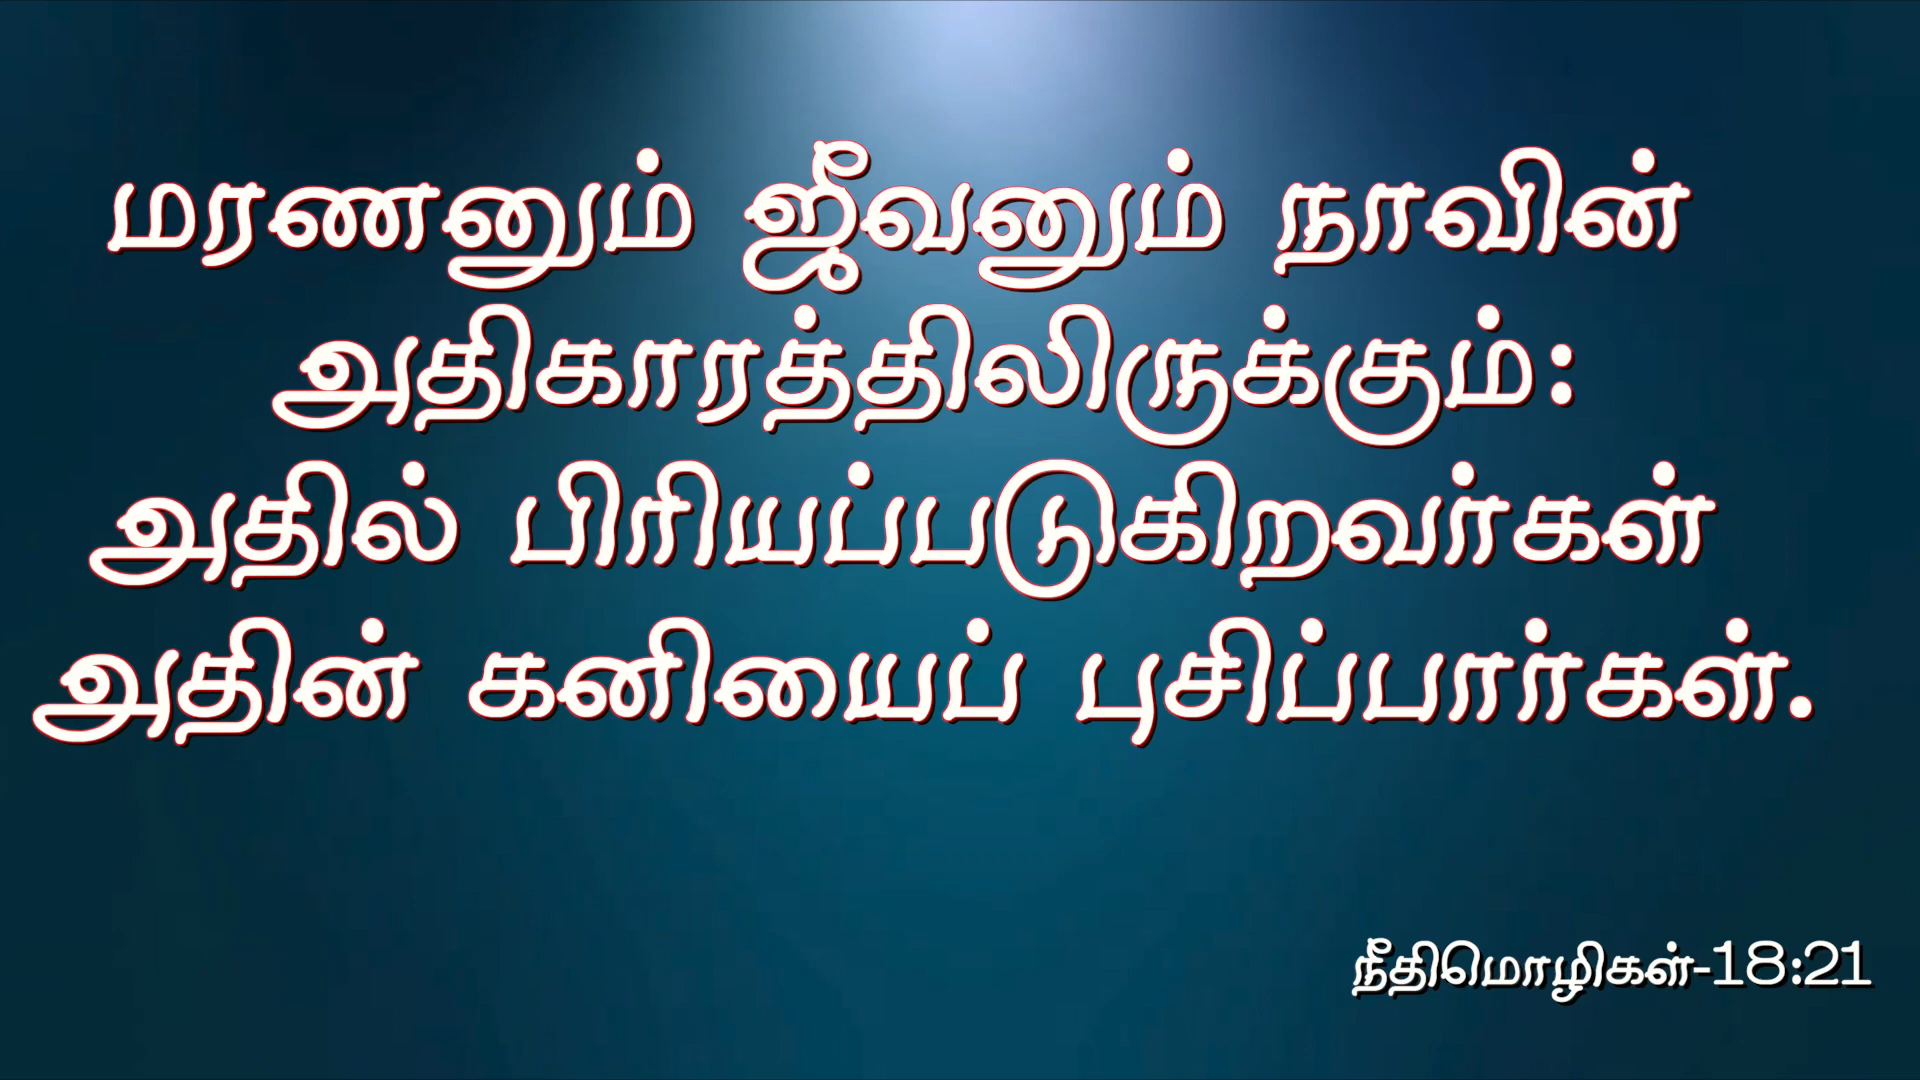 மரணனும் ஜீவனும் நாவின்
அதிகாரத்திலிருக்கும்:
அதில் பிரியப்படுகிறவர்கள்
அதின் கனியைப் புசிப்பார்கள்.
நீதிமொழிகள்-18:21